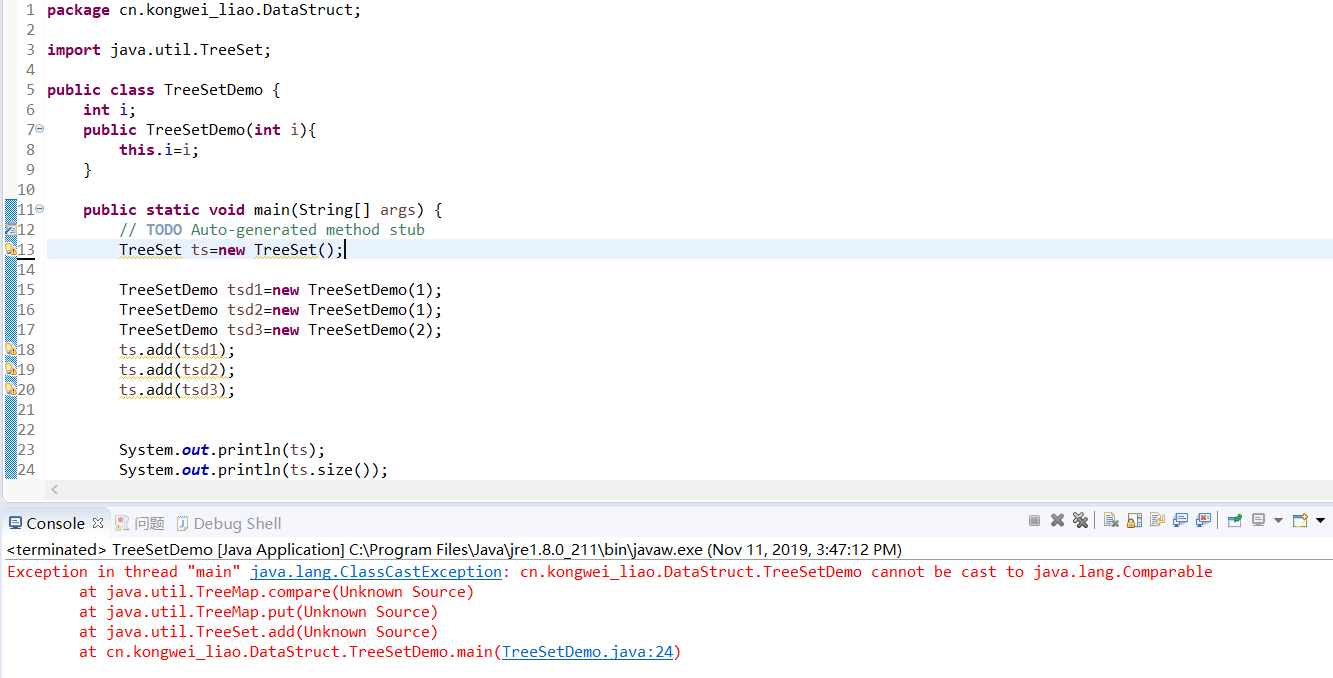 1 package cn.kongwei_liao.DataStruct;
2
3 import java.util.TreeSet;
4
5 public class TreeSetDemo {
6 int i;
7 public TreeSetDemo(int i){
8 this.i=i;
9 }
10
11 public static void main(String[] args) {
12 // TODO Auto-generated method stub
13 TreeSet ts=new TreeSet();
14
15 TreeSetDemo tsd1=new TreeSetDemo(1);
16 TreeSetDemo tsd2=new TreeSetDemo(1);
17 TreeSetDemo tsd3=new TreeSetDemo(2);
18 ts.add(tsd1);
19 ts.add(tsd2);
20 ts.add(tsd3);
21
22
23 System.out.println(ts);
24 System.out.println(ts.size());
Console 问题 Debug Shell
<terminated> TreeSetDemo [Java Application] C:\Program Files\Java\jre1.8.0_211\bin\javaw.exe (Nov 11, 2019, 3:47:12 PM)
Exception in thread "main" java.lang.ClassCastException: cn.kongwei_liao.DataStruct.TreeSetDemo cannot be cast to java.lang.Comparable
at java.util.TreeMap.compare(Unknown Source)
at java.util.TreeMap.put(Unknown Source)
at java.util.TreeSet.add(Unknown Source)
at cn.kongwei_liao.DataStruct.TreeSetDemo.main(TreeSetDemo.java:24)